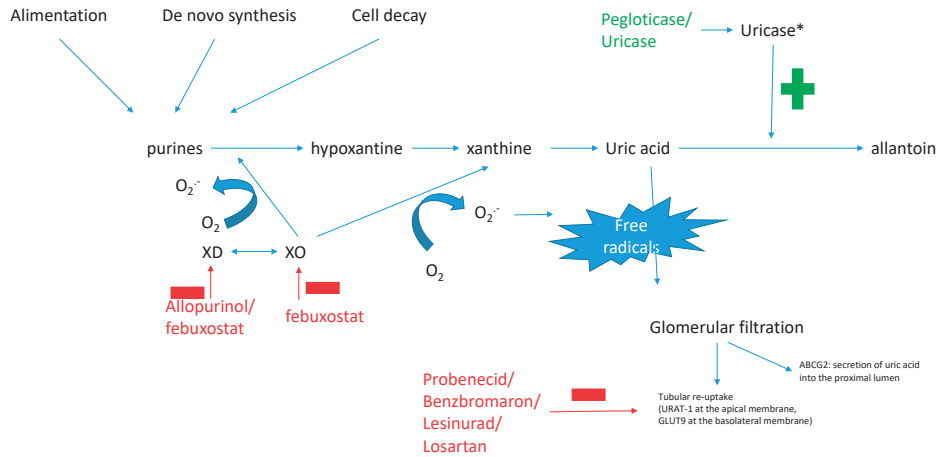 Alimentation
De novo synthesis
Cell decay
Pegloticase/
Uricase
Uricase*
purines
hypoxantine
xanthine
Uric acid
allantoin
O₂·-
O₂
XD
XO
O₂·-
O₂
Free
radicals
Allopurinol/
febuxostat
febuxostat
Glomerular filtration
ABCG2: secretion of uric acid
into the proximal lumen
Probenecid/
Benzbromaron/
Lesinurad/
Losartan
Tubular re-uptake
(URAT-1 at the apical membrane,
GLUT9 at the basolateral membrane)